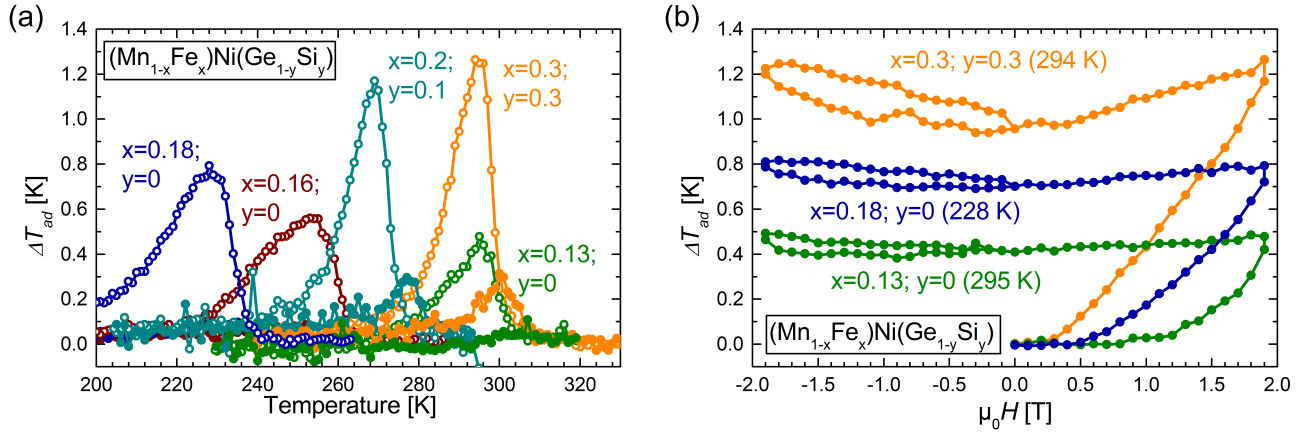 (a)
(Mn1-xFex)Ni(Ge1-ySiy)
x=0.18;
y=0
x=0.16;
y=0
x=0.2;
y=0.1
x=0.3;
y=0.3
x=0.13;
y=0
1.4
1.2
1.0
0.8
0.6
0.4
0.2
0.0
ΔTad [K]
200 220 240 260 280 300 320
Temperature [K]
(b)
x=0.3; y=0.3 (294 K)
x=0.18; y=0 (228 K)
x=0.13; y=0 (295 K)
(Mn1-xFex)Ni(Ge1-ySiy)
1.4
1.2
1.0
0.8
0.6
0.4
0.2
0.0
ΔTad [K]
-2.0 -1.5 -1.0 -0.5 0.0 0.5 1.0 1.5 2.0
μ0H [T]